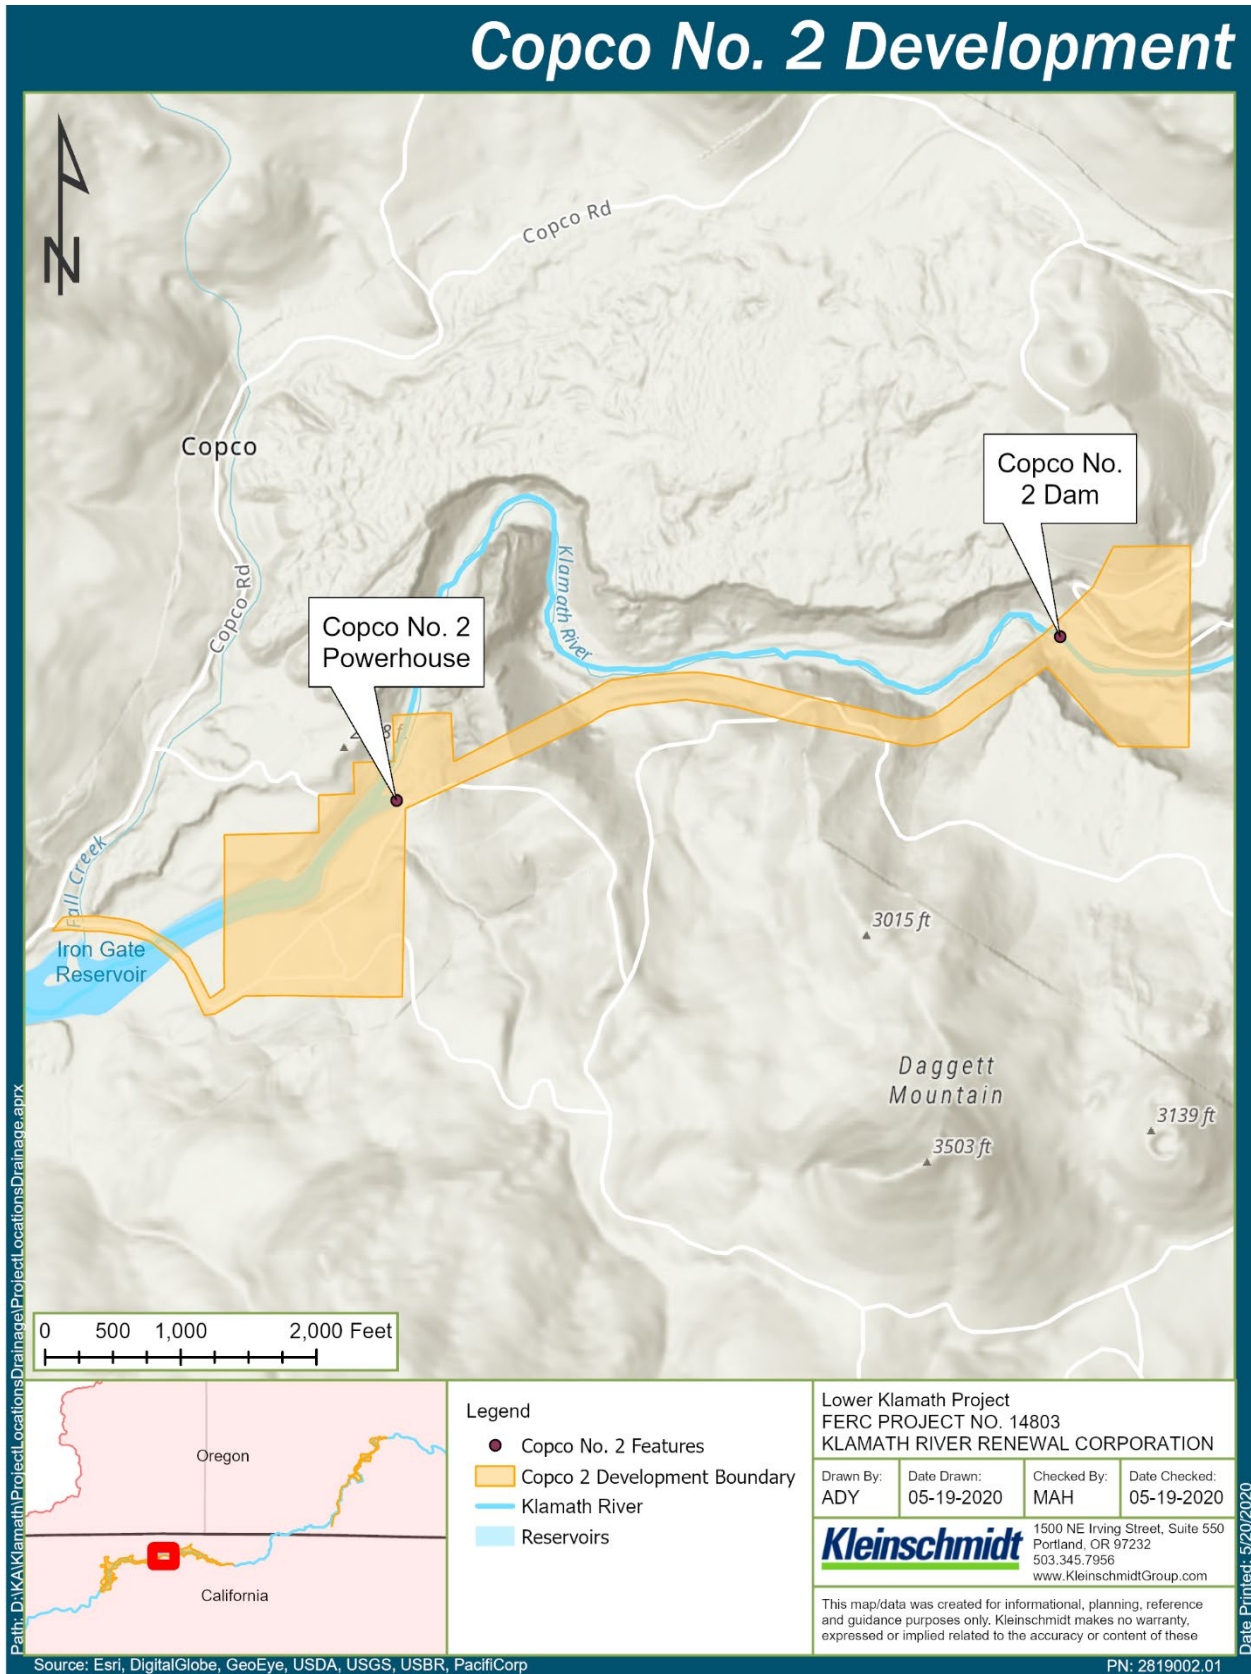 Copco No. 2 Development
N
Copco Rd
Copco
Copco No.
2 Dam
Klamath River
Copco Rd
Copco No. 2
Powerhouse
Fall Creek
Iron Gate
Reservoir
3015 ft
Daggett
Mountain
3139 ft
3503 ft
0 500 1,000 2,000 Feet
Oregon
California
Legend
Copco No. 2 Features
Copco 2 Development Boundary
Klamath River
Reservoirs
Lower Klamath Project
FERC PROJECT NO. 14803
KLAMATH RIVER RENEWAL CORPORATION
Drawn By:
ADY
Date Drawn:
05-19-2020
Checked By:
MAH
Date Checked:
05-19-2020
Kleinschmidt
1500 NE Irving Street, Suite 550
Portland, OR 97232
503.345.7956
www.KleinschmidtGroup.com
This map/data was created for informational, planning, reference
and guidance purposes only. Kleinschmidt makes no warranty,
expressed or implied related to the accuracy or content of these
Path: D:\KA\Klamath\ProjectLocationsDrainage\ProjectLocationsDrainage.aprx
Date Printed: 5/20/2020
Source: Esri, DigitalGlobe, GeoEye, USDA, USGS, USBR, PacifiCorp
PN: 2819002.01